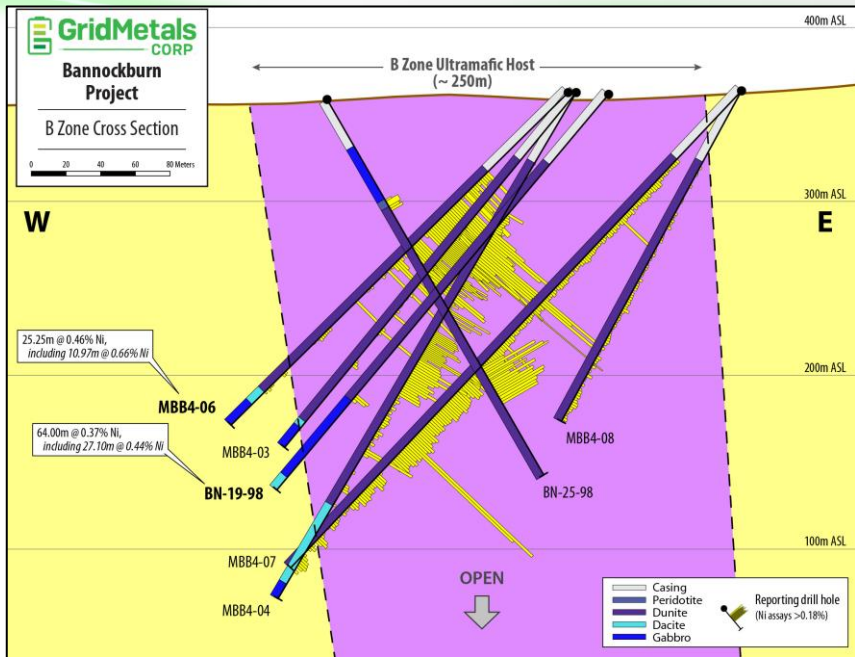 GridMetals
CORP
Bannockburn
Project
B Zone Cross Section
0 20 40 60 80 Meters
400m ASL
B Zone Ultramafic Host
(~ 250m)
300m ASL
W
E
25.25m @ 0.46% Ni,
including 10.97m @ 0.66% Ni
200m ASL
MBB4-06
MBB4-08
64.00m @ 0.37% Ni,
including 27.10m @ 0.44% Ni
MBB4-03
BN-19-98
BN-25-98
100m ASL
MBB4-07
MBB4-04
OPEN
Casing
Peridotite
Dunite
Dacite
Gabbro
Reporting drill hole
(Ni assays >0.18%)